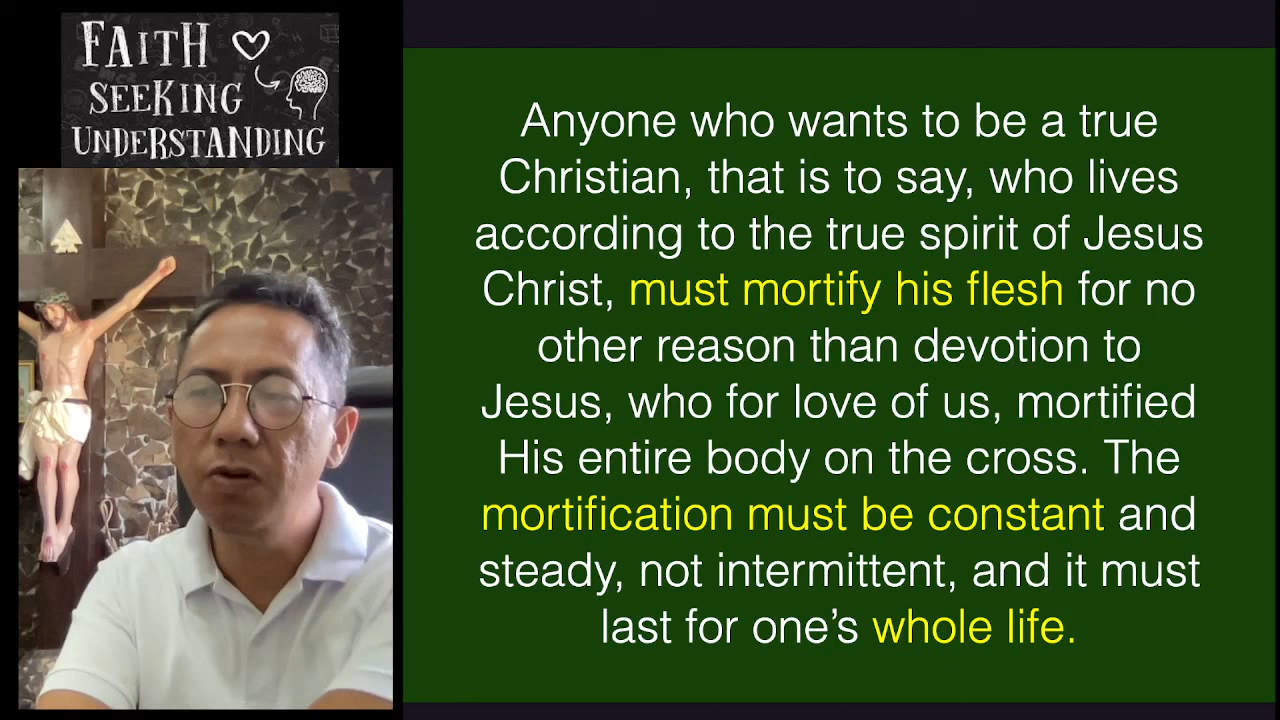 FAITH
SEEKING
UNDERSTANDING
Anyone who wants to be a true
Christian, that is to say, who lives
according to the true spirit of Jesus
Christ, must mortify his flesh for no
other reason than devotion to
Jesus, who for love of us, mortified
His entire body on the cross. The
mortification must be constant and
steady, not intermittent, and it must
last for one’s whole life.